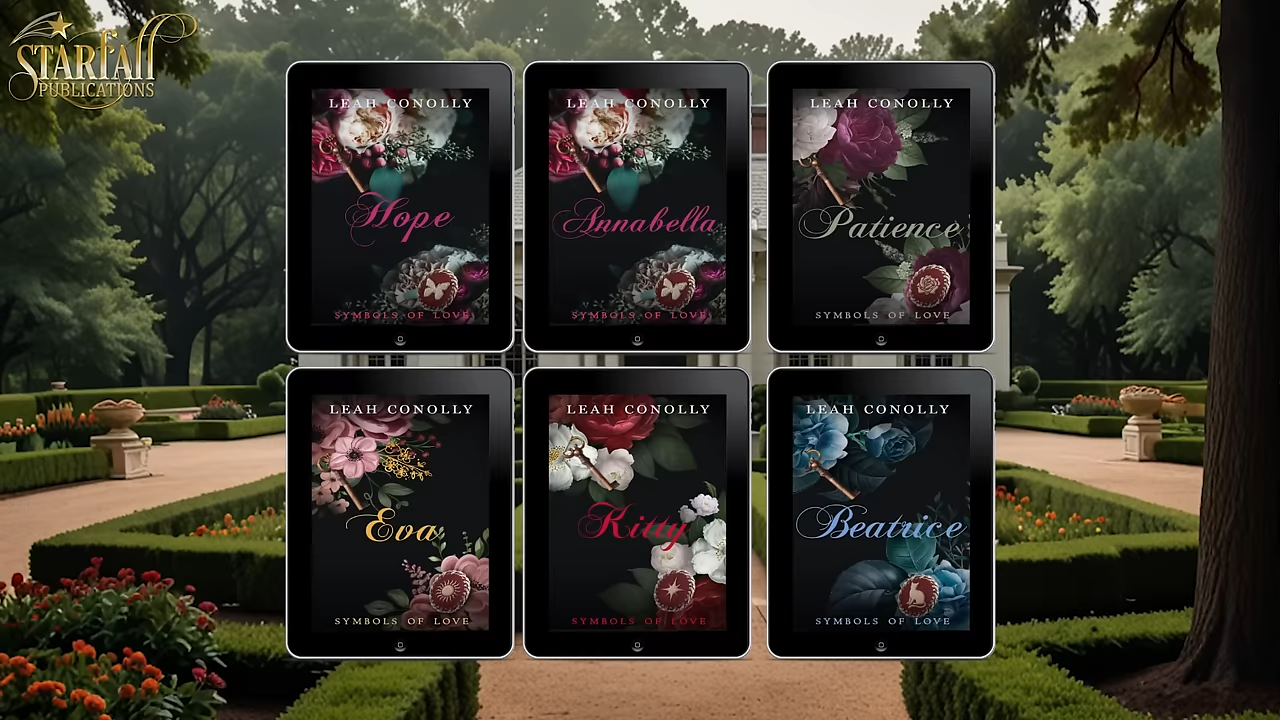 STARfall
PUBLICATIONS
LEAH CONOLLY
Hope
SYMBOLS OF LOVE
LEAH CONOLLY
Annabella
SYMBOLS OF LOVE
LEAH CONOLLY
Patience
SYMBOLS OF LOVE
LEAH CONOLLY
Eva
SYMBOLS OF LOVE
LEAH CONOLLY
Kitty
SYMBOLS OF LOVE
LEAH CONOLLY
Beatrice
SYMBOLS OF LOVE